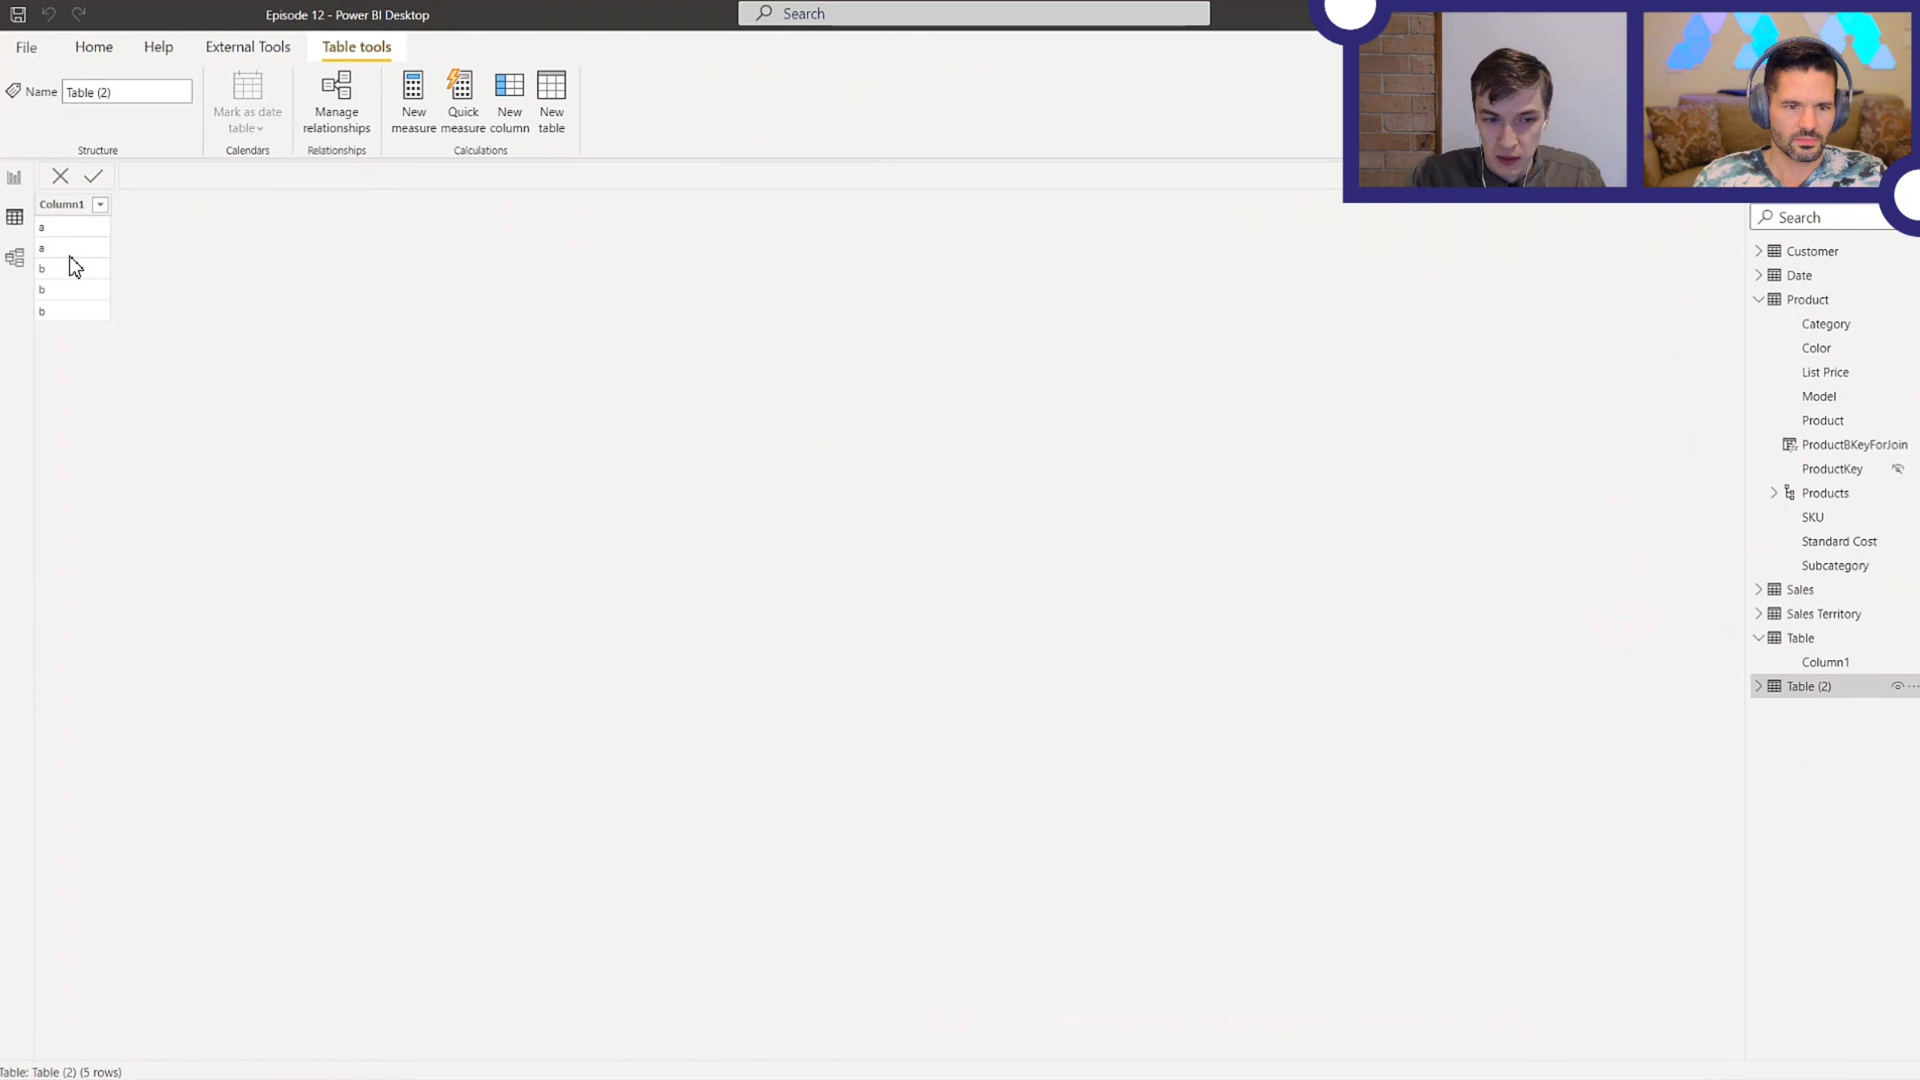 Episode 12 - Power BI Desktop
Search
File
Home
Help
External Tools
Table tools
Name
Table (2)
Mark as date
table
Manage
relationships
New
measure
Quick
measure
New
column
New
table
Structure
Calendars
Relationships
Calculations
Column1
a
a
b
b
b
Search
Customer
Date
Product
Category
Color
List Price
Model
Product
ProductBKeyForJoin
ProductKey
Products
SKU
Standard Cost
Subcategory
Sales
Sales Territory
Table
Column1
Table (2)
Table: Table (2) (5 rows)